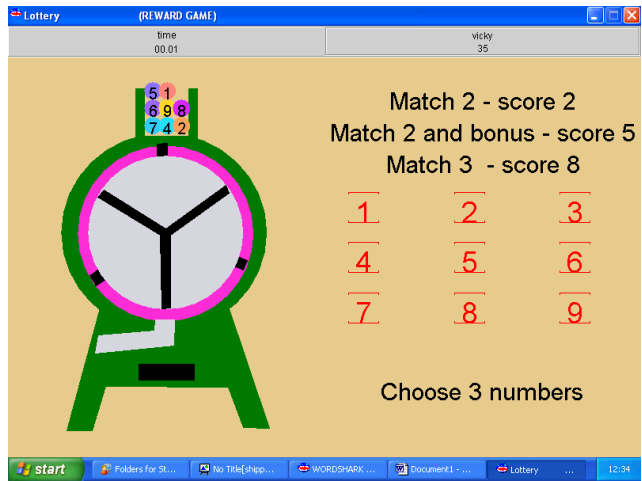 Lottery (REWARD GAME)
time vicky
00.01 35
5 1
6 9 8
7 4 2
Match 2 - score 2
Match 2 and bonus - score 5
Match 3 - score 8
1 2 3
4 5 6
7 8 9
Choose 3 numbers
start Folders for St... No Title[shipp... WORDSHARK ... Document1 - ... Lottery ... 12:34